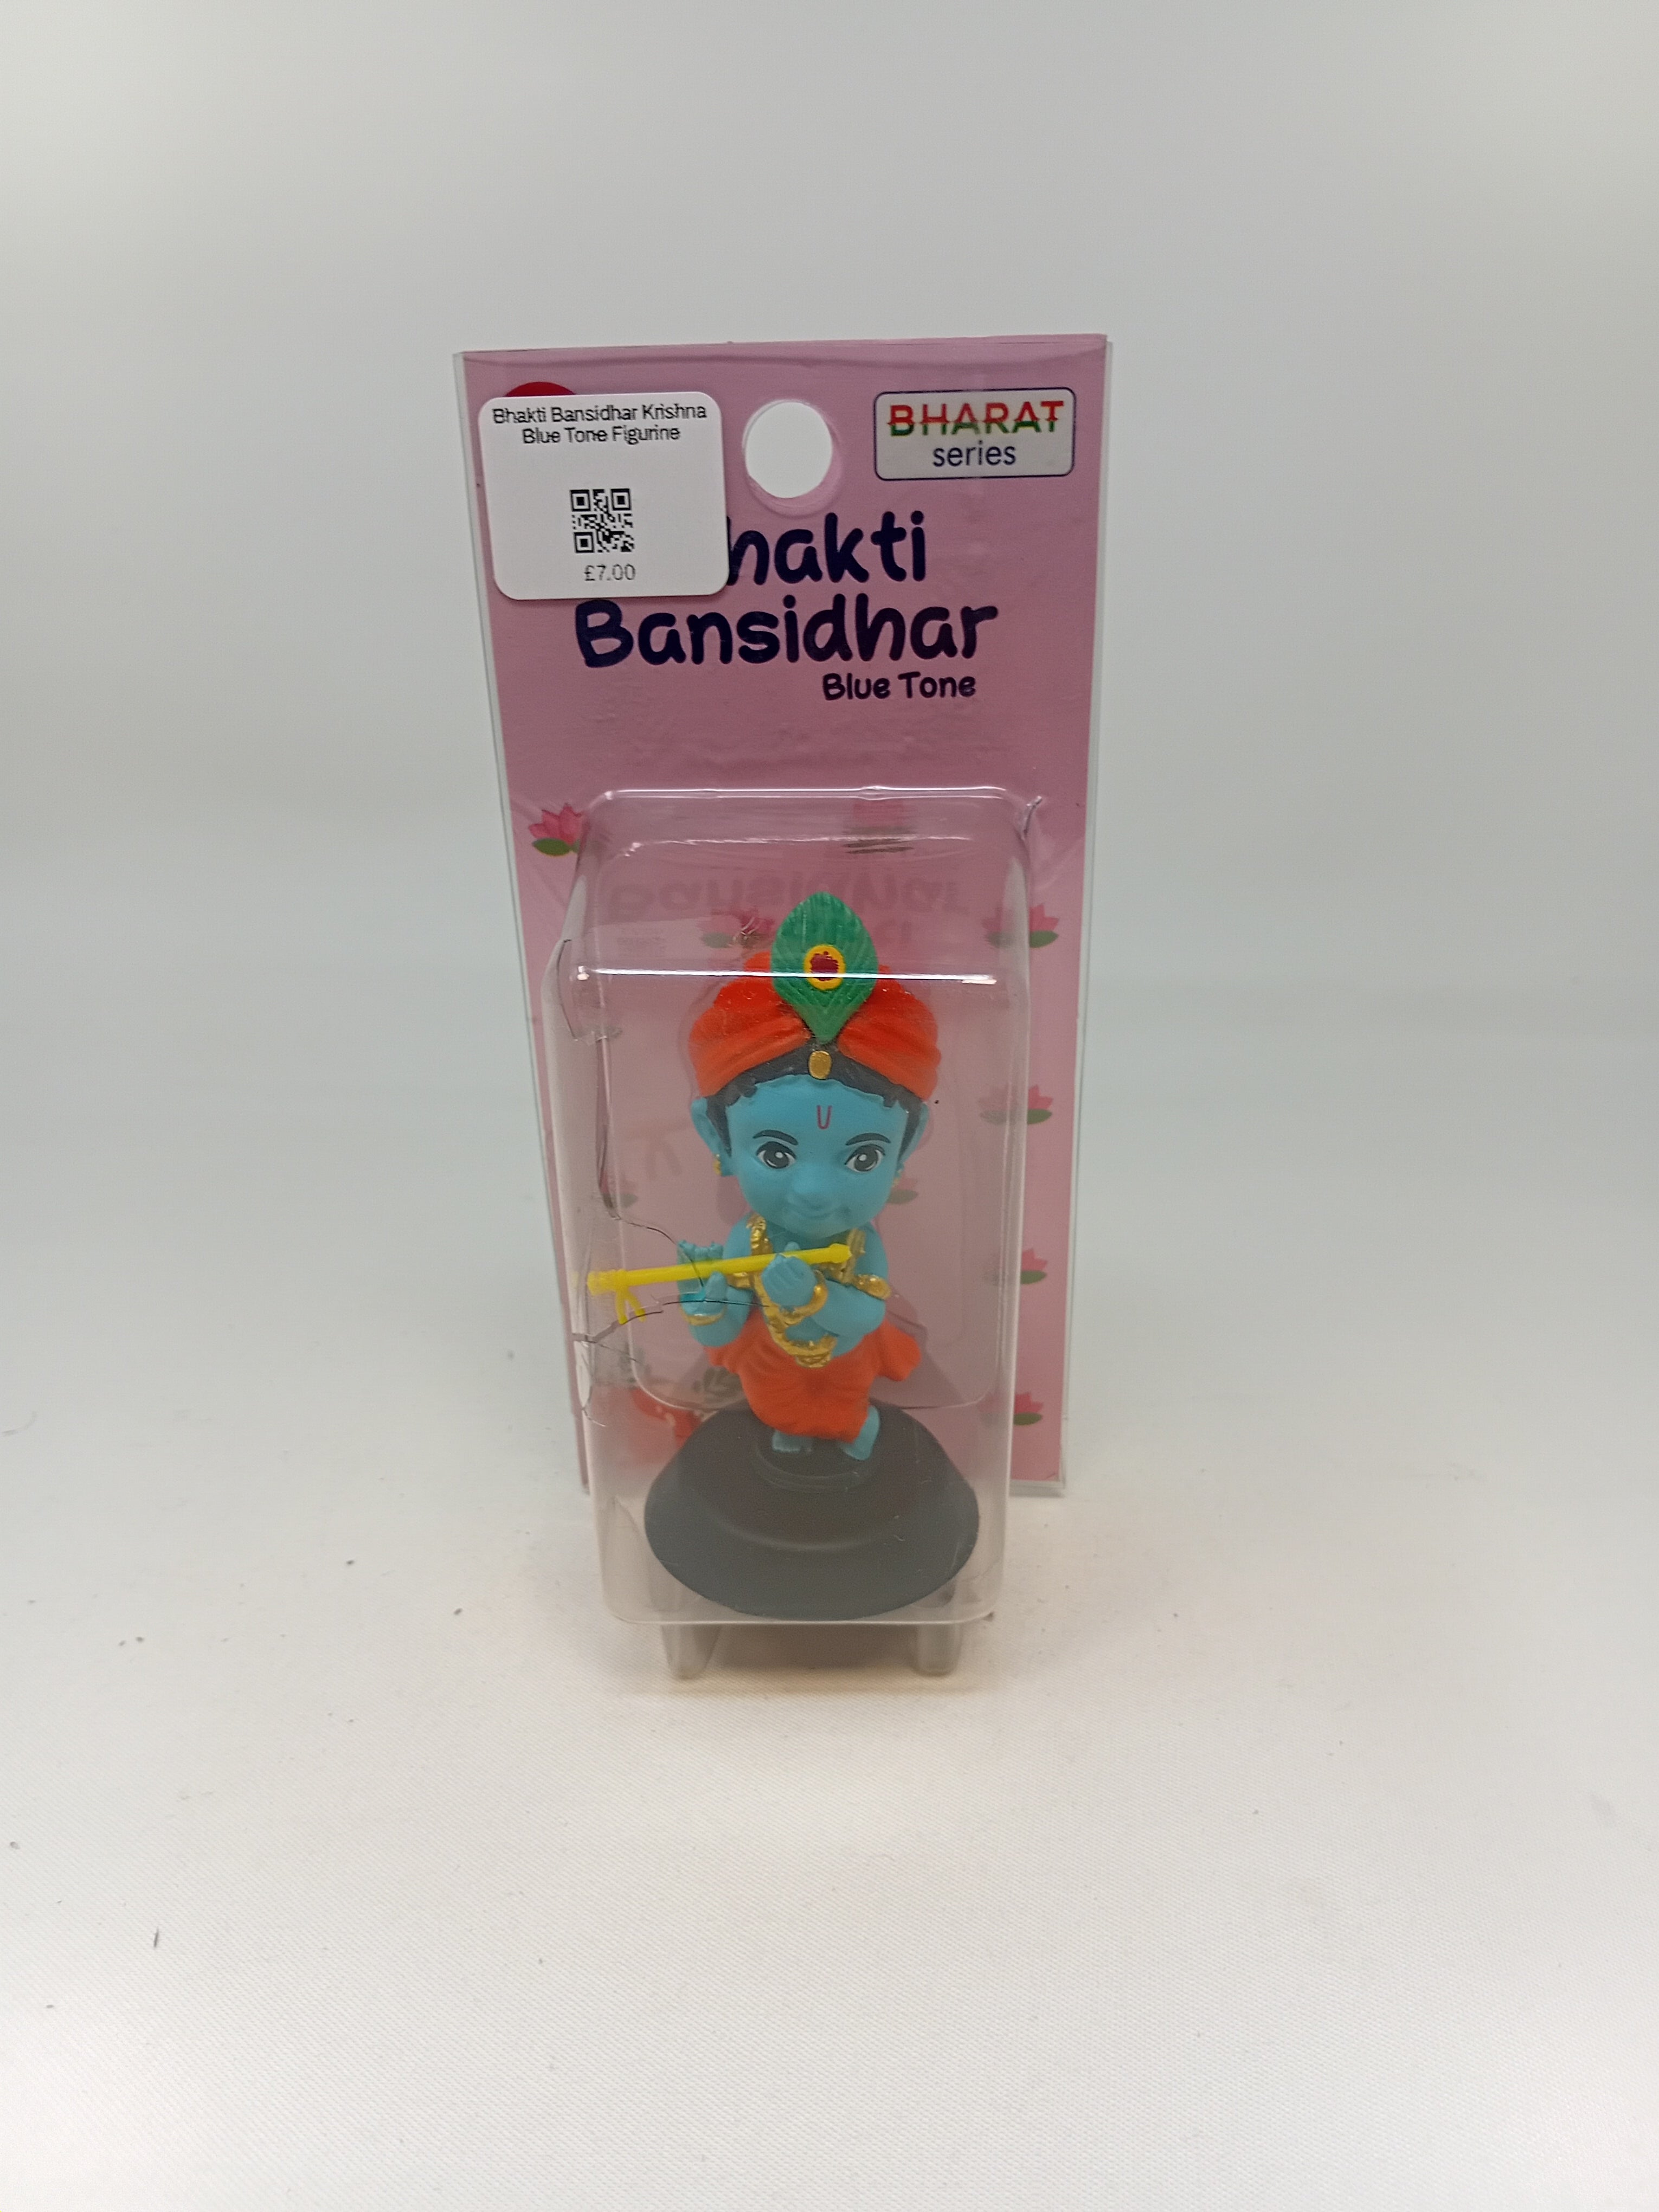 Bhakti Bansidhar Krishna
Blue Tone Figurine
£7.00
BHARAT
series
hakti
Bansidhar
Blue Tone